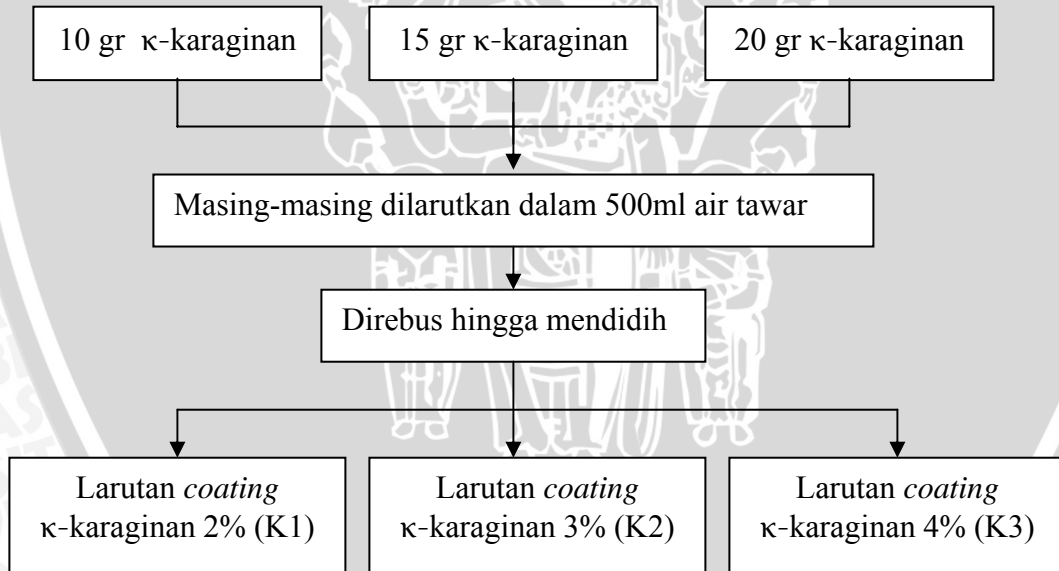 10 gr κ-karaginan
15 gr κ-karaginan
20 gr κ-karaginan
Masing-masing dilarutkan dalam 500ml air tawar
Direbus hingga mendidih
Larutan coating
κ-karaginan 2% (K1)
Larutan coating
κ-karaginan 3% (K2)
Larutan coating
κ-karaginan 4% (K3)